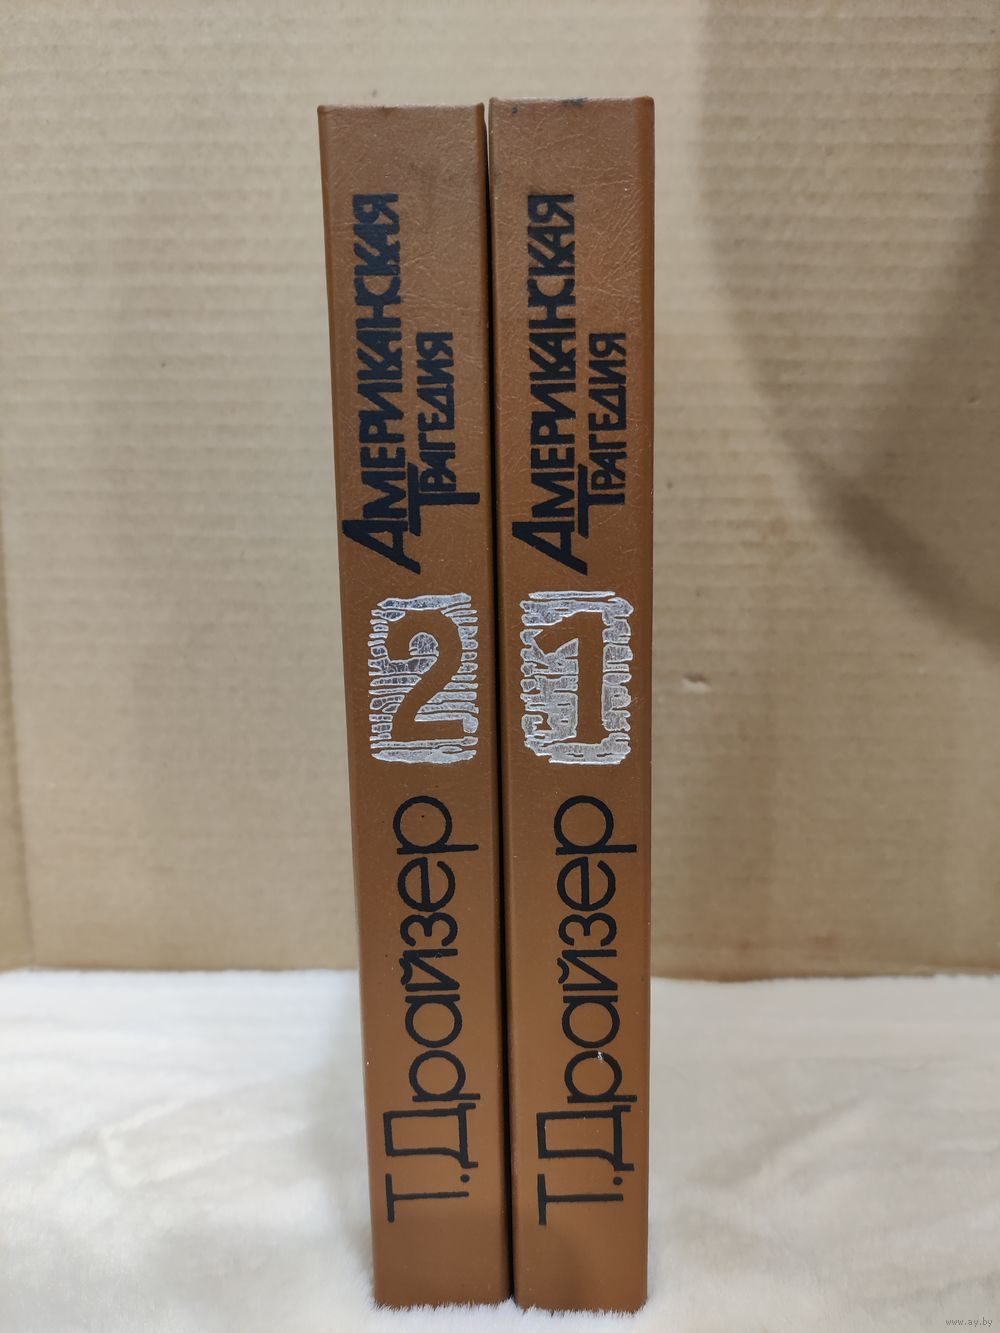 Т. Драйзер
2
Американская
Трагедия
Т. Драйзер
1
Американская
Трагедия
www.ay.by